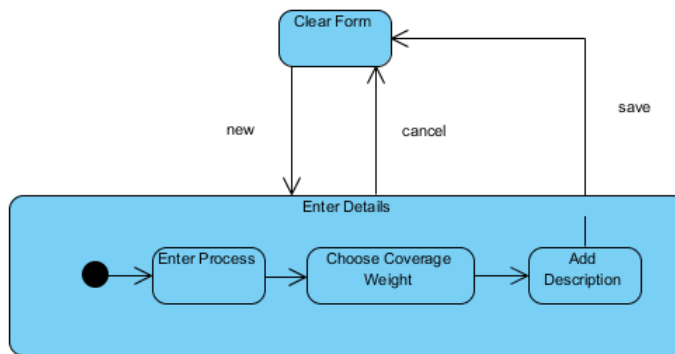 Clear Form
new
cancel
save
Enter Details
Enter Process
Choose Coverage
Weight
Add
Description